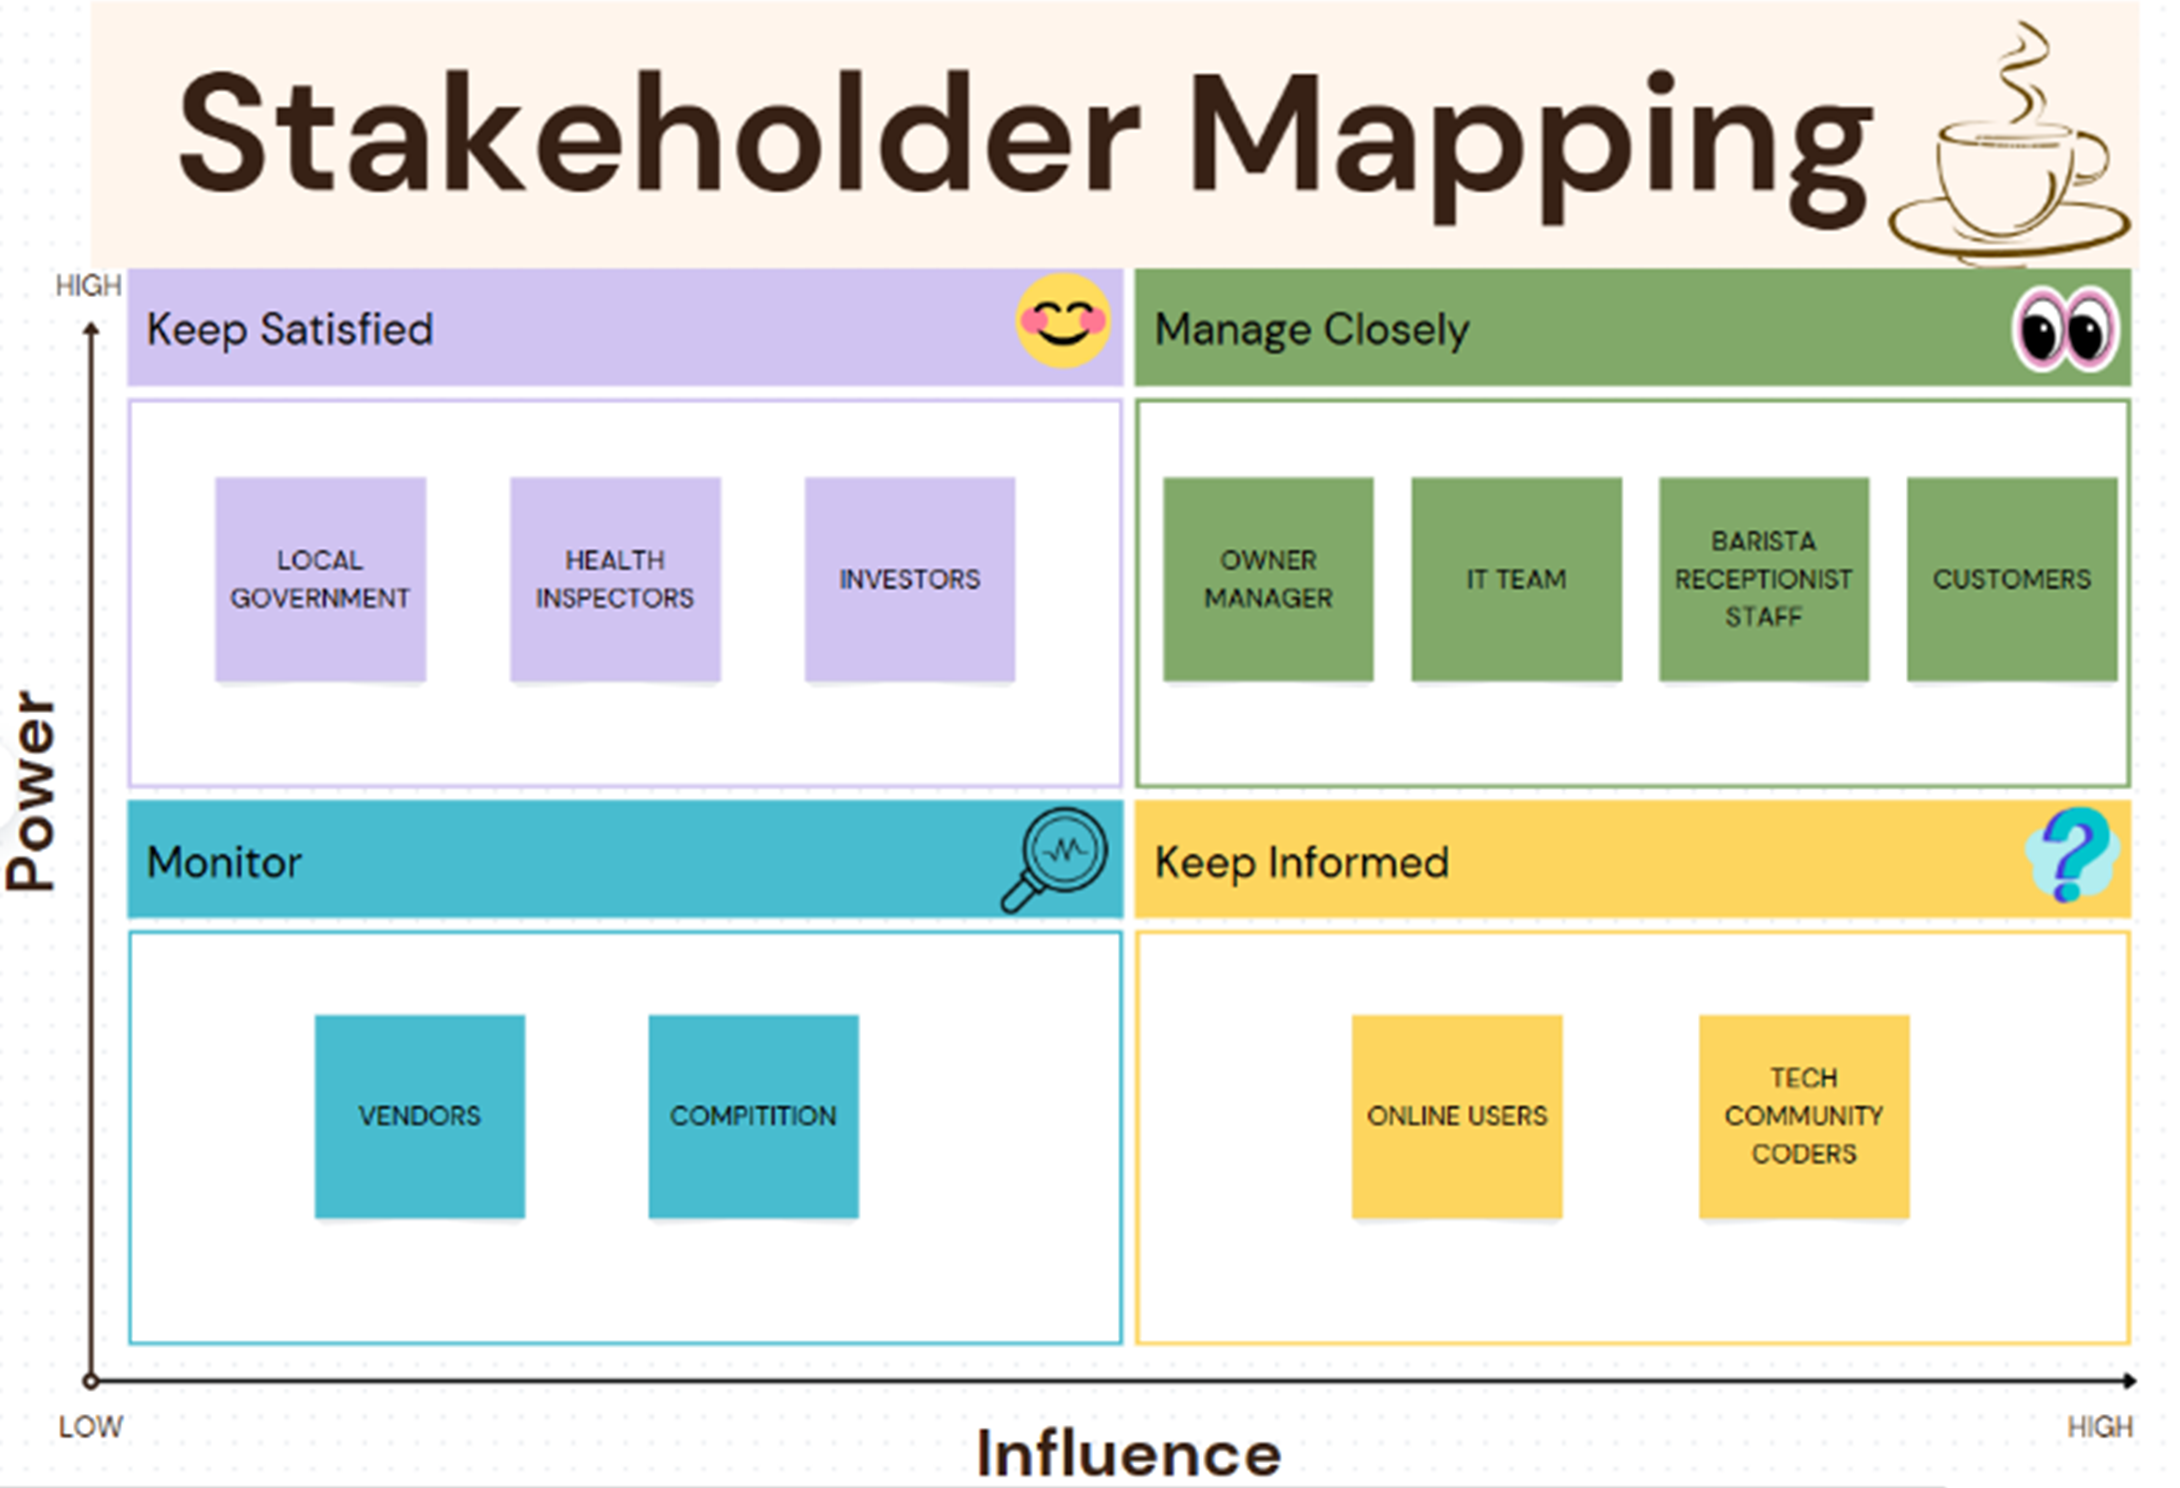 Stakeholder Mapping
HIGH
Keep Satisfied
Manage Closely
LOCAL
GOVERNMENT
HEALTH
INSPECTORS
INVESTORS
OWNER
MANAGER
IT TEAM
BARISTA
RECEPTIONIST
STAFF
CUSTOMERS
Power
Monitor
Keep Informed
VENDORS
COMPITITION
ONLINE USERS
TECH
COMMUNITY
CODERS
LOW
Influence
HIGH